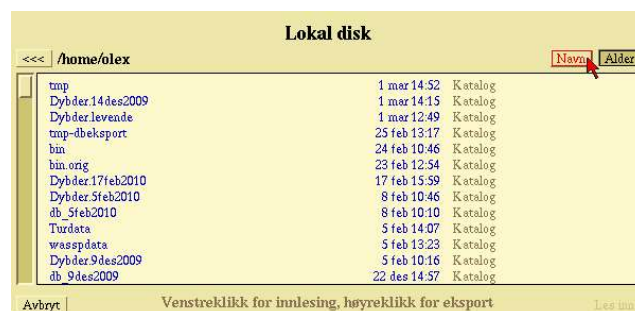 Lokal disk
<<< /home/olex Navn Alder
tmp 1 mar 14:52 Katalog
Dybder.14des2009 1 mar 14:15 Katalog
Dybder.levende 1 mar 12:49 Katalog
tmp-dbeksport 25 feb 13:17 Katalog
bin 24 feb 10:46 Katalog
bin.orig 23 feb 12:54 Katalog
Dybder.17feb2010 17 feb 15:59 Katalog
Dybder.5feb2010 8 feb 10:46 Katalog
db_5feb2010 8 feb 10:10 Katalog
Turdata 5 feb 14:07 Katalog
wasspdata 5 feb 13:23 Katalog
Dybder.9des2009 5 feb 10:16 Katalog
db_9des2009 22 des 14:57 Katalog
Avbryt Venstreklikk for innlesing, høyreklikk for eksport Les inn